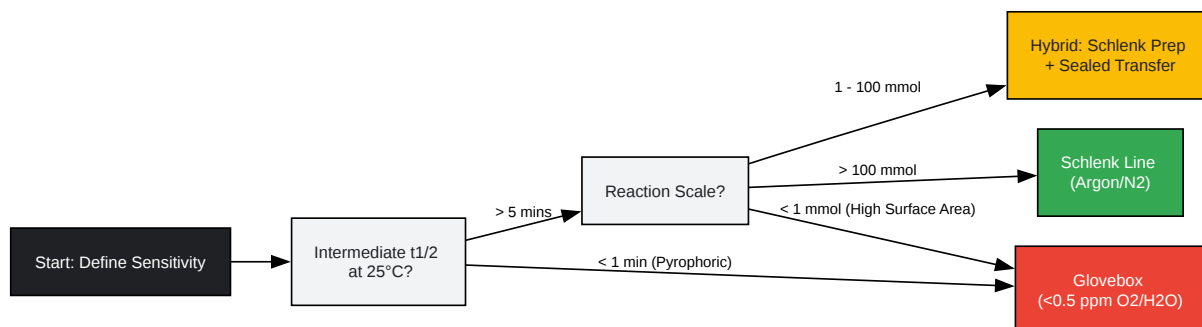 Hybrid: Schlenk Prep
+ Sealed Transfer
1 - 100 mmol
Schlenk Line
(Argon/N2)
> 100 mmol
Reaction Scale?
< 1 mmol (High Surface Area)
> 5 mins
Start: Define Sensitivity
Intermediate t1/2
at 25°C?
< 1 min (Pyrophoric)
Glovebox
(<0.5 ppm O2/H2O)